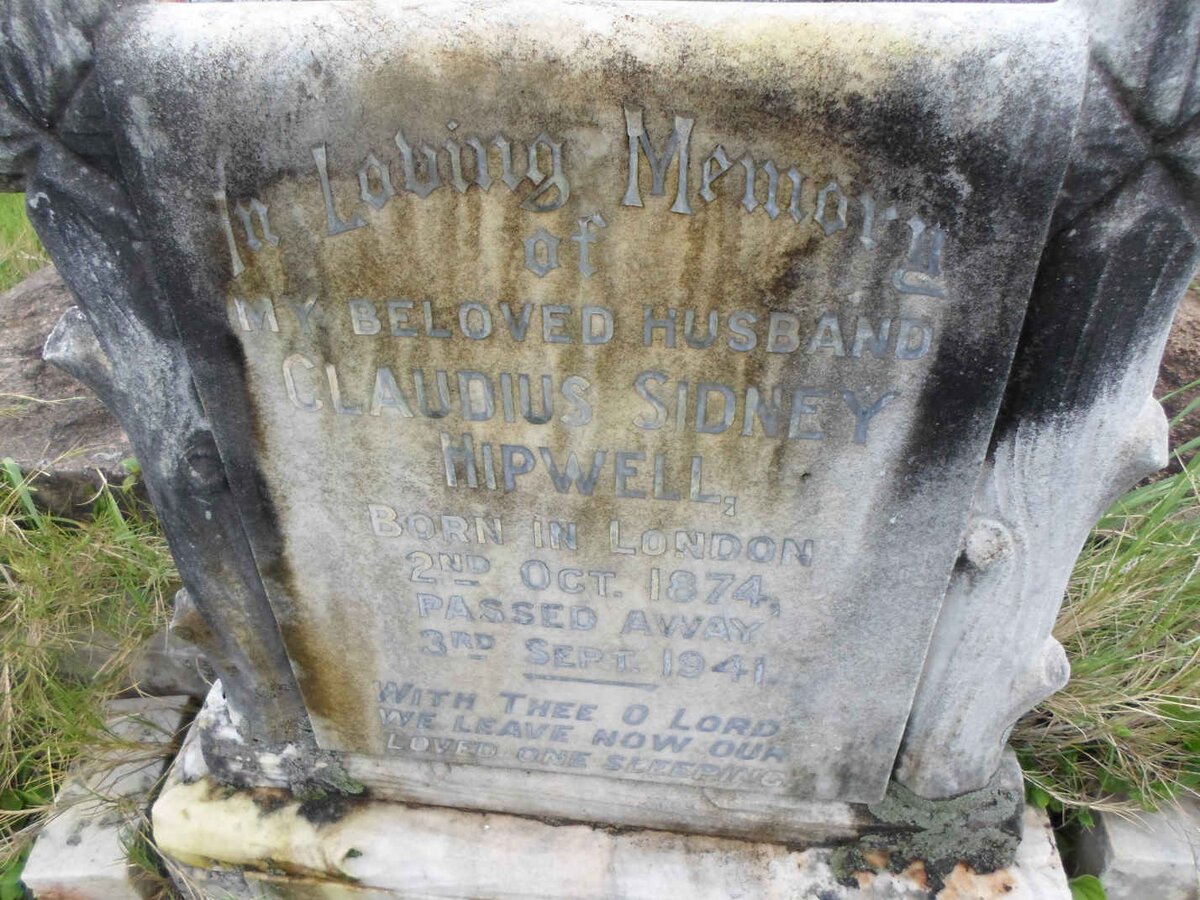 In Loving Memory
of
MY BELOVED HUSBAND
CLAUDIUS SIDNEY
HIPWELL,
BORN IN LONDON
2ND OCT. 1874,
PASSED AWAY
3RD SEPT. 1941.
WITH THEE O LORD
WE LEAVE NOW OUR
LOVED ONE SLEEPING